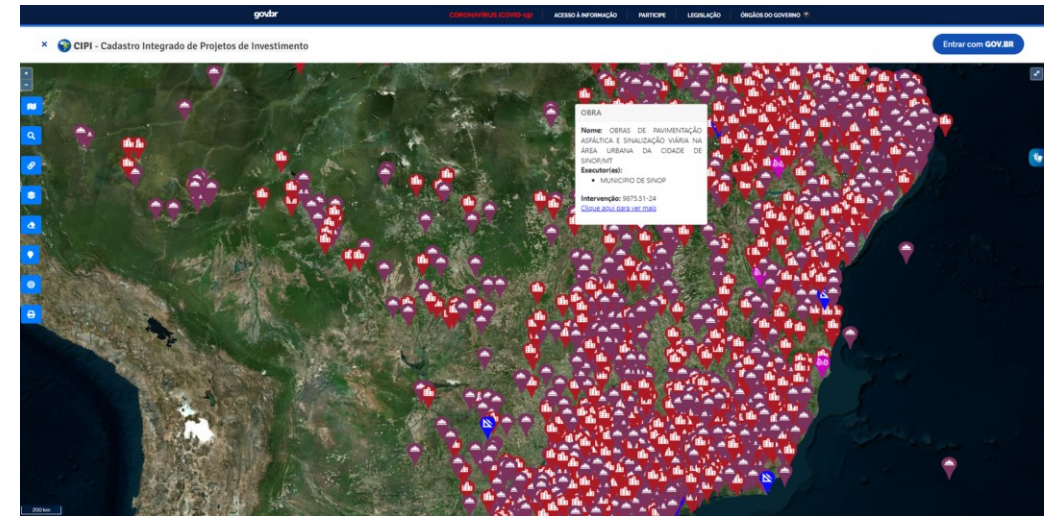 gov.br
CORONAVÍRUS (COVID-19)
ACESSO À INFORMAÇÃO
PARTICIPE
LEGISLAÇÃO
ÓRGÃOS DO GOVERNO
CIPI - Cadastro Integrado de Projetos de Investimento
Entrar com GOV.BR
OBRA
Nome: OBRAS DE PAVIMENTAÇÃO
ASFÁLTICA E SINALIZAÇÃO VIÁRIA NA
ÁREA URBANA DA CIDADE DE
SINOP/MT
Executor(es):
MUNICIPIO DE SINOP
Intervenção: 9875.51-24
Clique aqui para ver mais
200 km